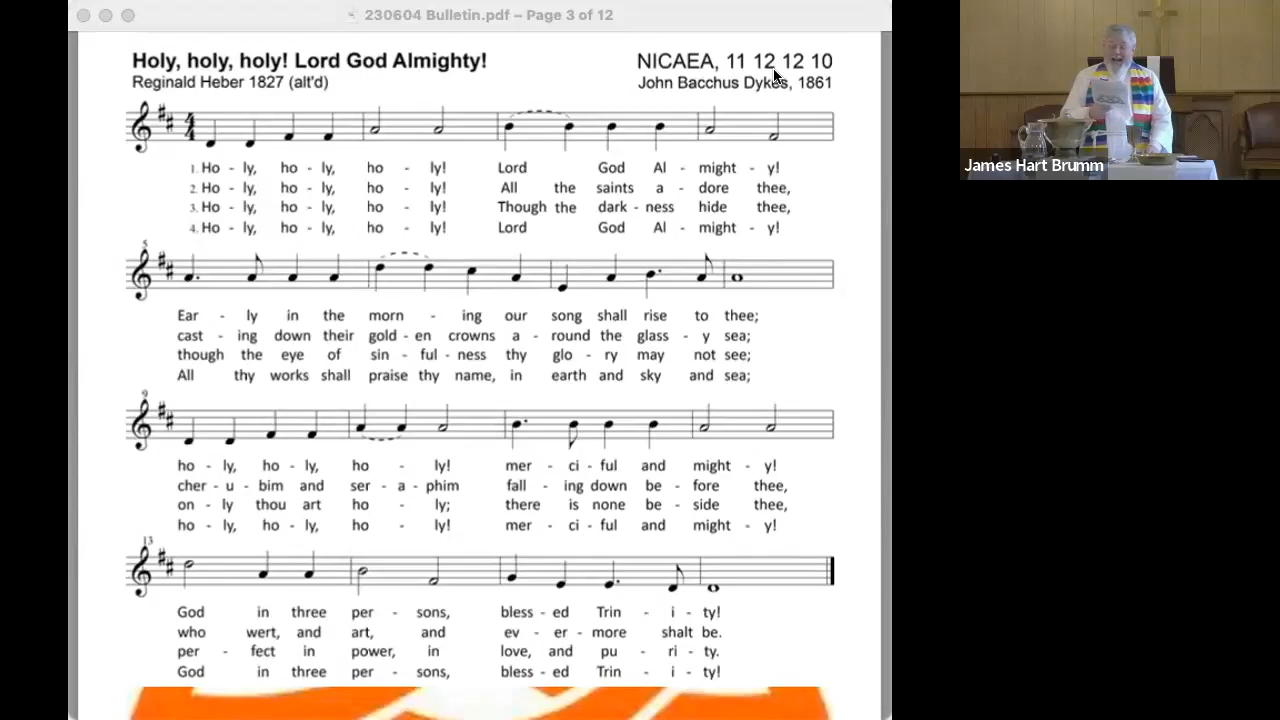 230604 Bulletin.pdf – Page 3 of 12
Holy, holy, holy! Lord God Almighty!
NICAEA, 11 12 12 10
Reginald Heber 1827 (alt'd)
John Bacchus Dykes, 1861
1. Ho - ly, ho - ly, ho - ly! Lord God Al - might - y!
2. Ho - ly, ho - ly, ho - ly! All the saints a - dore thee,
3. Ho - ly, ho - ly, ho - ly! Though the dark - ness hide thee,
4. Ho - ly, ho - ly, ho - ly! Lord God Al - might - y!
5
Ear - ly in the morn - ing our song shall rise to thee;
cast - ing down their gold - en crowns a - round the glass - y sea;
though the eye of sin - ful - ness thy glo - ry may not see;
All thy works shall praise thy name, in earth and sky and sea;
9
ho - ly, ho - ly, ho - ly! mer - ci - ful and might - y!
cher - u - bim and ser - a - phim fall - ing down be - fore thee,
on - ly thou art ho - ly; there is none be - side thee,
ho - ly, ho - ly, ho - ly! mer - ci - ful and might - y!
13
God in three per - sons, bless - ed Trin - i - ty!
who wert, and art, and ev - er - more shalt be.
per - fect in power, in love, and pu - ri - ty.
God in three per - sons, bless - ed Trin - i - ty!
James Hart Brumm